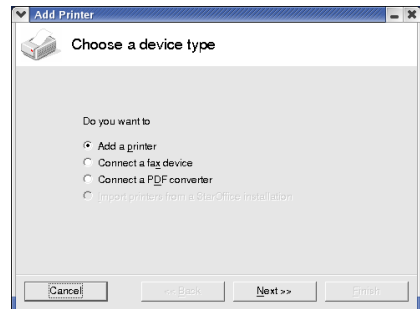 Add Printer
Choose a device type
Do you want to
Add a printer
Connect a fax device
Connect a PDF converter
Import printers from a StarOffice installation
Cancel
<< Back
Next >>
Finish